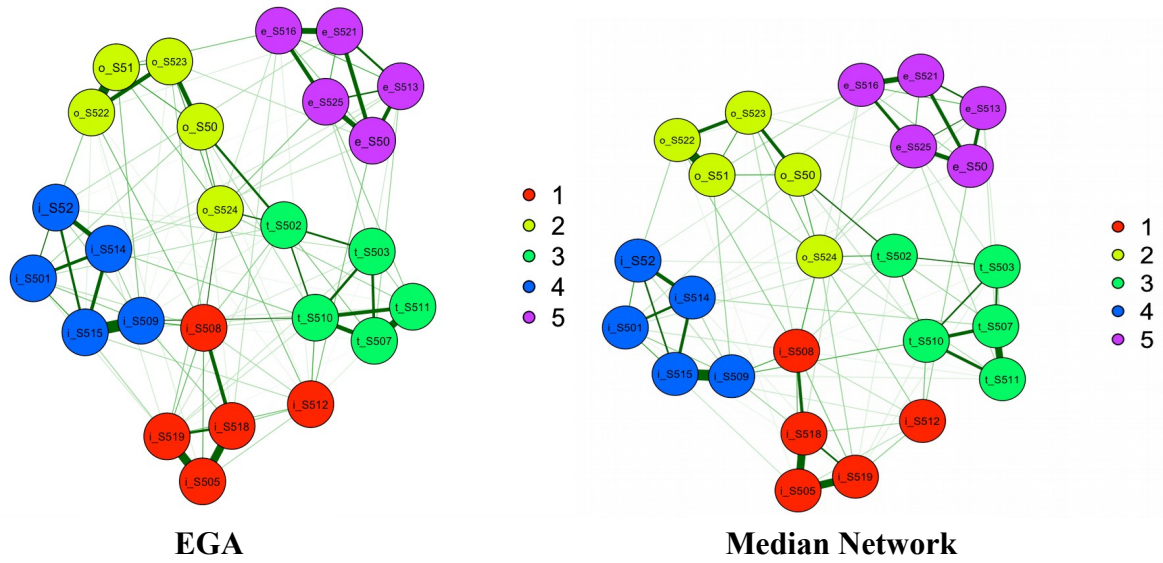 e_S516
e_S521
o_S51
o_S523
e_S525
e_S513
o_S522
o_S50
e_S50
i_S52
o_S524
t_S502
i_S514
t_S503
i_S501
i_S515
i_S509
i_S508
t_S510
t_S511
t_S507
i_S512
i_S519
i_S518
i_S505
1
2
3
4
5
EGA
e_S516
e_S521
e_S513
o_S523
o_S522
e_S525
e_S50
o_S51
o_S50
i_S52
o_S524
t_S502
t_S503
i_S514
i_S501
t_S507
t_S510
i_S508
i_S515
i_S509
t_S511
i_S512
i_S518
i_S519
i_S505
1
2
3
4
5
Median Network